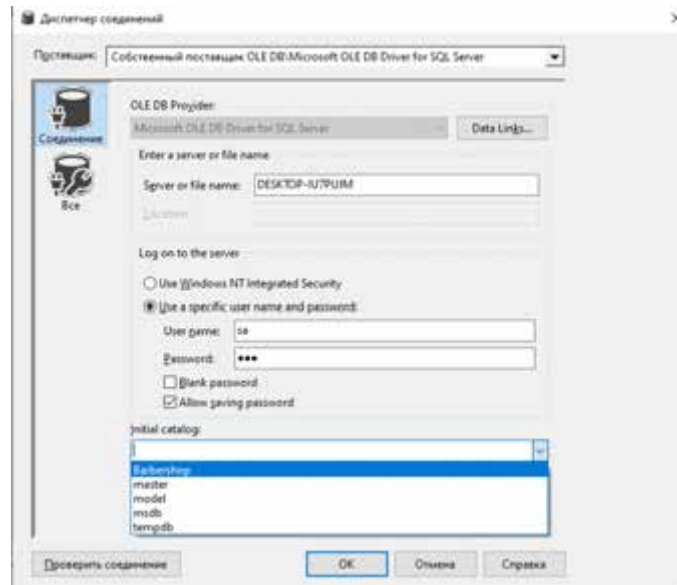 Диспетчер соединений
Поставщик: Собственный поставщик OLE DB\Microsoft OLE DB Driver for SQL Server
Соединение
Все
OLE DB Provider:
Microsoft OLE DB Driver for SQL Server
Data Links...
Enter a server or file name
Server or file name: DESKTOP-IU7PUIM
Location:
Log on to the server
Use Windows NT Integrated Security
Use a specific user name and password:
User name: sa
Password: •••
Blank password
Allow saving password
Initial catalog:
Barbershop
master
model
msdb
tempdb
Проверить соединение
OK Отмена Справка